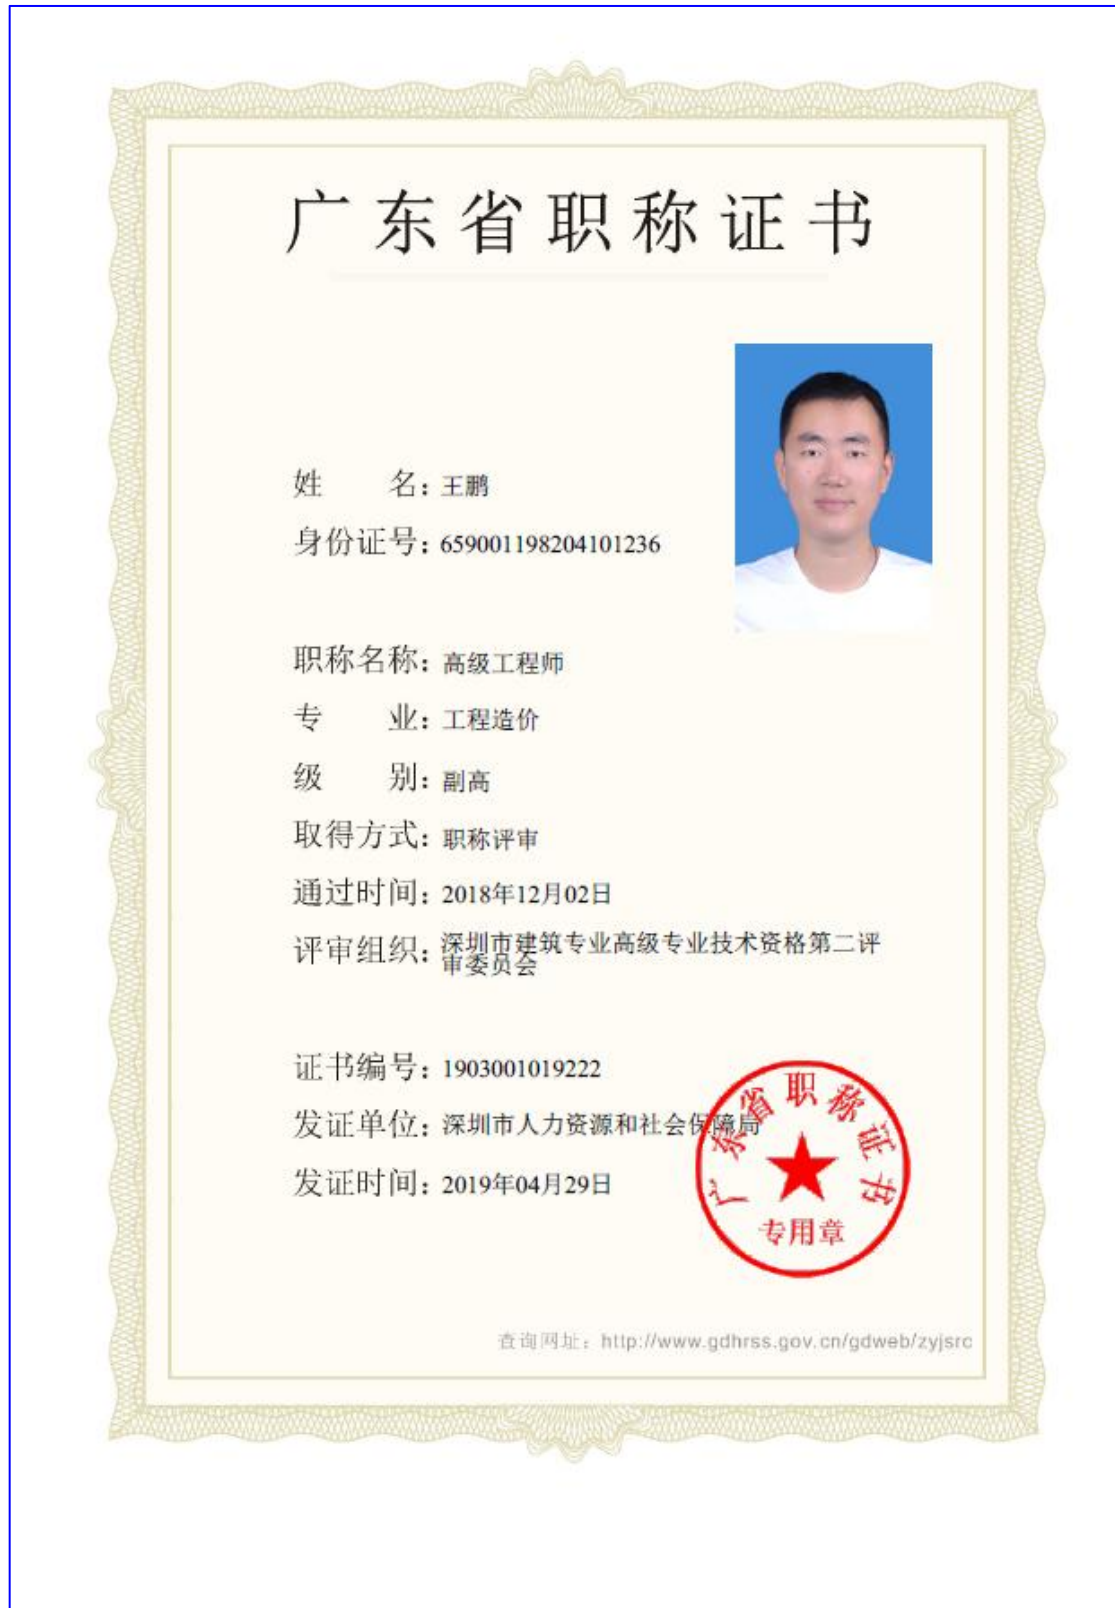 广东省职称证书
姓 名：王鹏
身份证号：659001198204101236
职称名称：高级工程师
专 业：工程造价
级 别：副高
取得方式：职称评审
通过时间：2018年12月02日
评审组织：深圳市建筑专业高级专业技术资格第二评
审委员会
证书编号：1903001019222
发证单位：深圳市人力资源和社会保障局
发证时间：2019年04月29日
广东省职称证书
专用章
查询网址：http://www.gdhrss.gov.cn/gdweb/zyjsrc